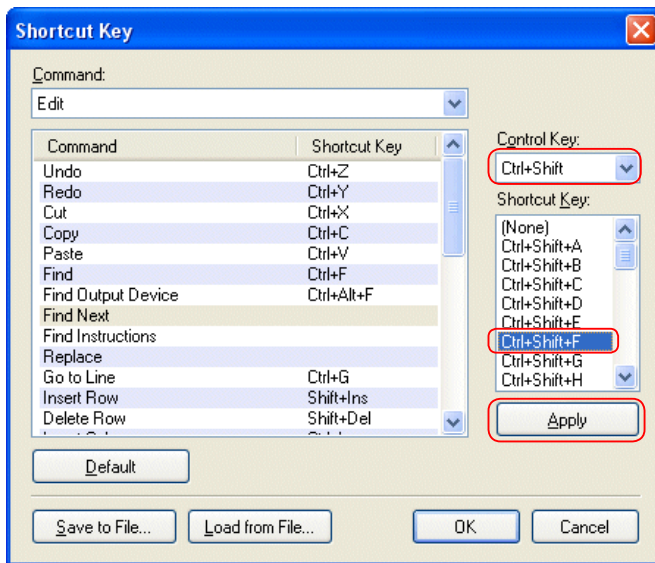 Shortcut Key
Command:
Edit
Command Shortcut Key
Undo Ctrl+Z
Redo Ctrl+Y
Cut Ctrl+X
Copy Ctrl+C
Paste Ctrl+V
Find Ctrl+F
Find Output Device Ctrl+Alt+F
Find Next
Find Instructions
Replace
Go to Line Ctrl+G
Insert Row Shift+Ins
Delete Row Shift+Del
Control Key:
Ctrl+Shift
Shortcut Key:
(None)
Ctrl+Shift+A
Ctrl+Shift+B
Ctrl+Shift+C
Ctrl+Shift+D
Ctrl+Shift+E
Ctrl+Shift+F
Ctrl+Shift+G
Ctrl+Shift+H
Apply
Default
Save to File...
Load from File...
OK
Cancel